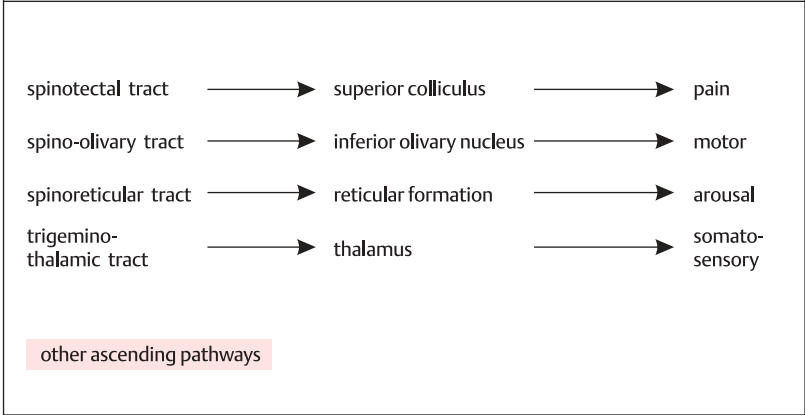 spinotectal tract superior colliculus pain
spino-olivary tract inferior olivary nucleus motor
spinoreticular tract reticular formation arousal
trigemino-
thalamic tract thalamus somato-
sensory
other ascending pathways